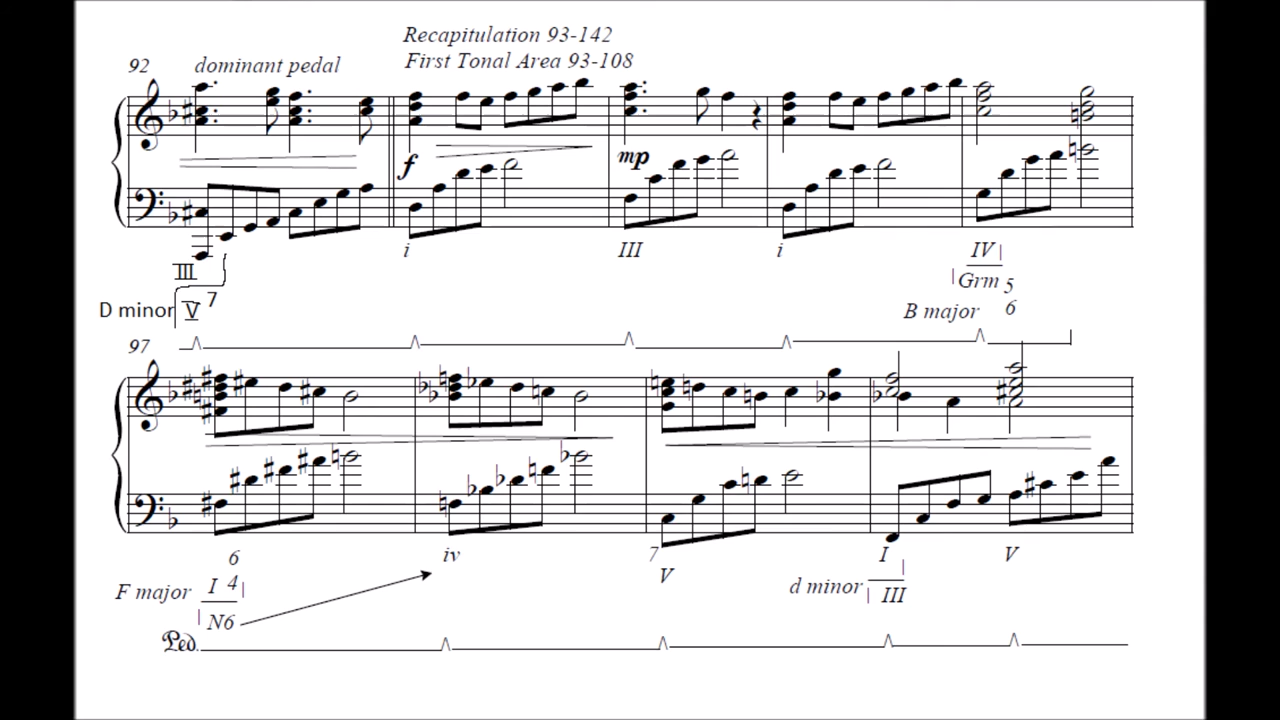 Recapitulation 93-142
92 dominant pedal First Tonal Area 93-108
f mp
i III i IV
III Grm 5
D minor V 7 B major 6
97
6 iv 7 I V
F major I 4 V d minor III
N6
Ped.